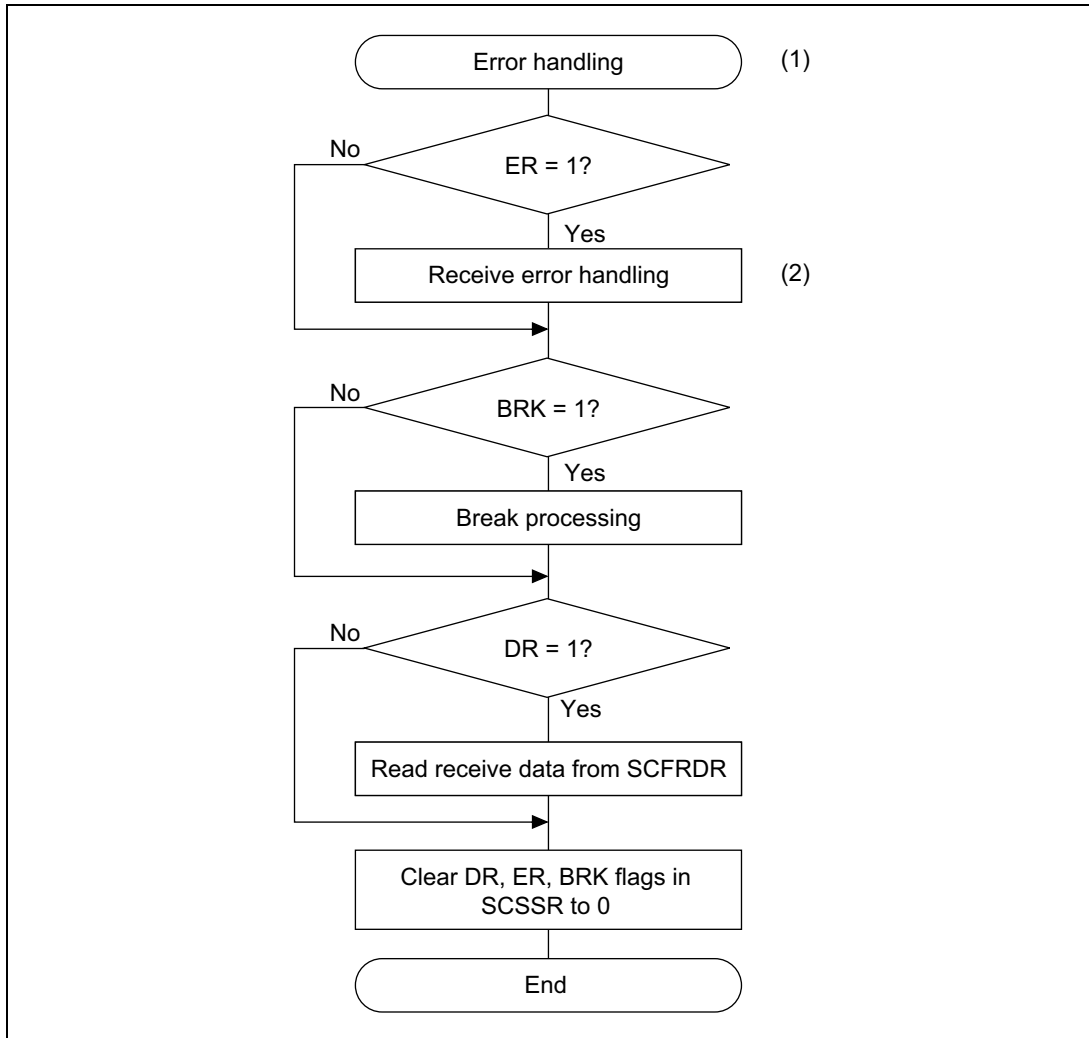 Error handling (1)
No
ER = 1?
Yes
Receive error handling (2)
No
BRK = 1?
Yes
Break processing
No
DR = 1?
Yes
Read receive data from SCFRDR
Clear DR, ER, BRK flags in
SCSSR to 0
End